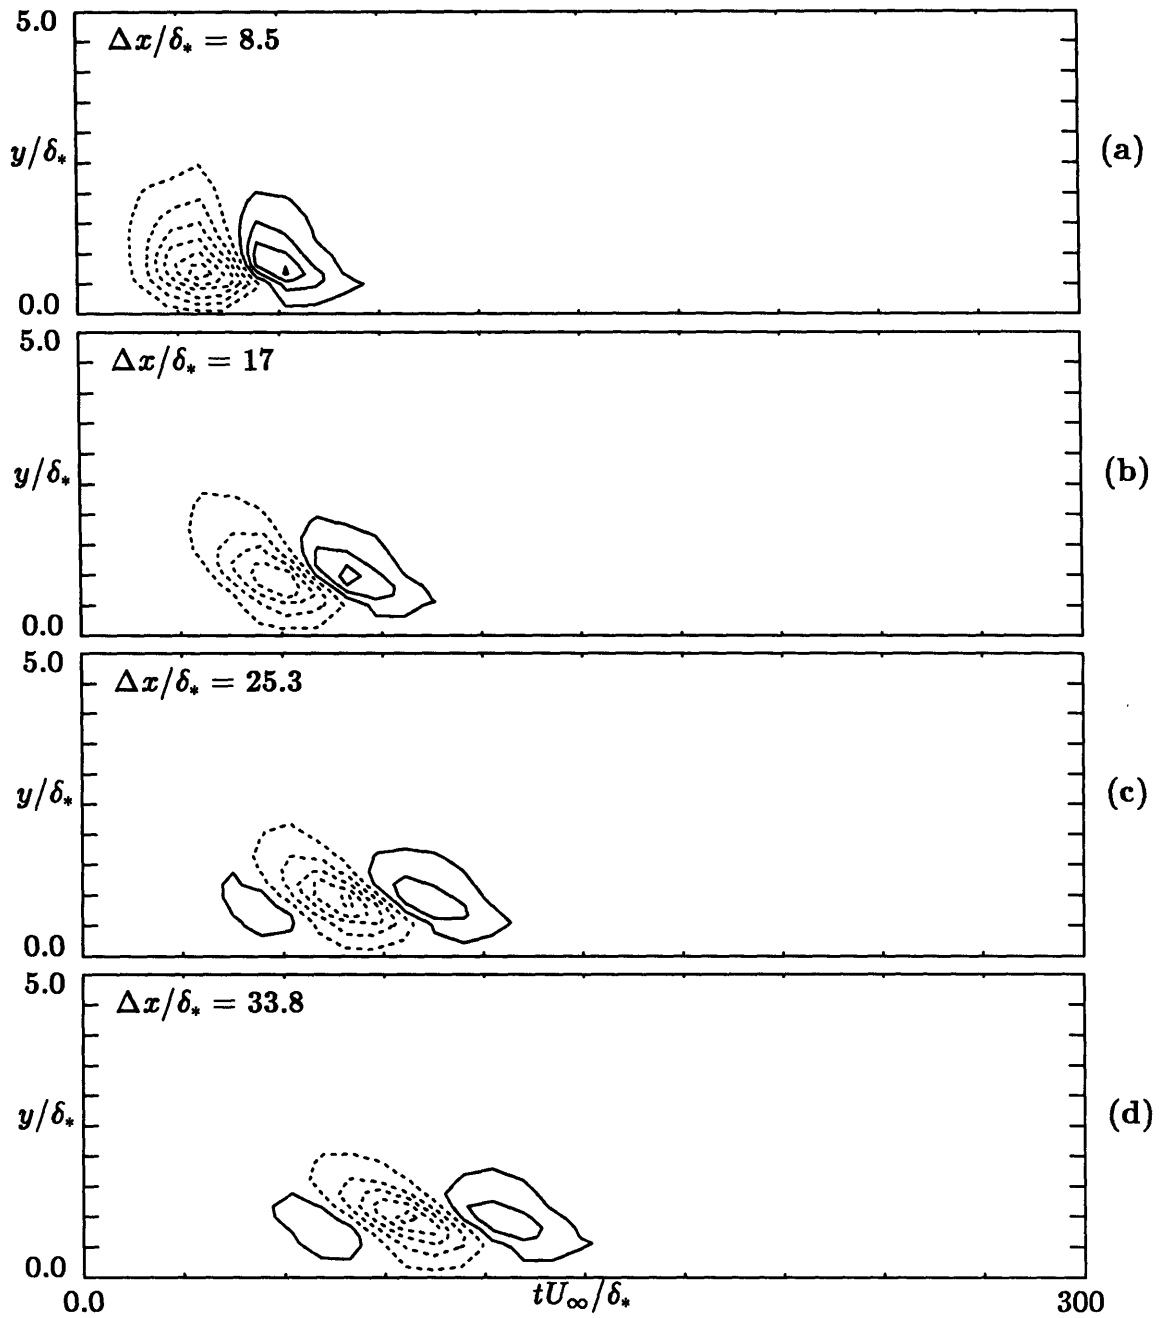 5.0
Δx/δ* = 8.5
y/δ*
(a)
0.0
5.0
Δx/δ* = 17
y/δ*
(b)
0.0
5.0
Δx/δ* = 25.3
y/δ*
(c)
0.0
5.0
Δx/δ* = 33.8
y/δ*
(d)
0.0
0.0 tU∞/δ* 300